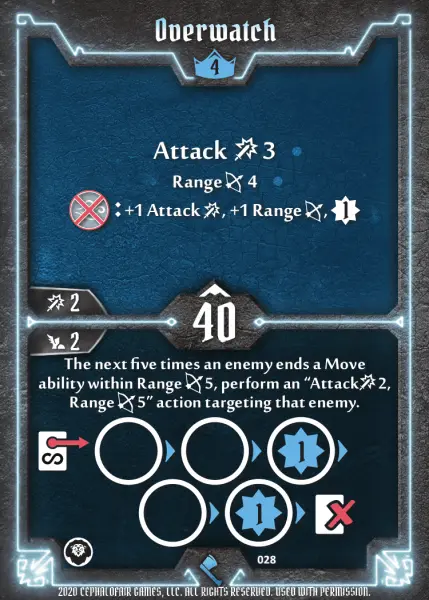 Overwatch
4
Attack 3
Range 4
: +1 Attack , +1 Range , 1
2
40
2
The next five times an enemy ends a Move
ability within Range 5, perform an “Attack 2,
Range 5” action targeting that enemy.
S
1
1
028
2020 CEPHALOFAIR GAMES, LLC. ALL RIGHTS RESERVED. USED WITH PERMISSION.